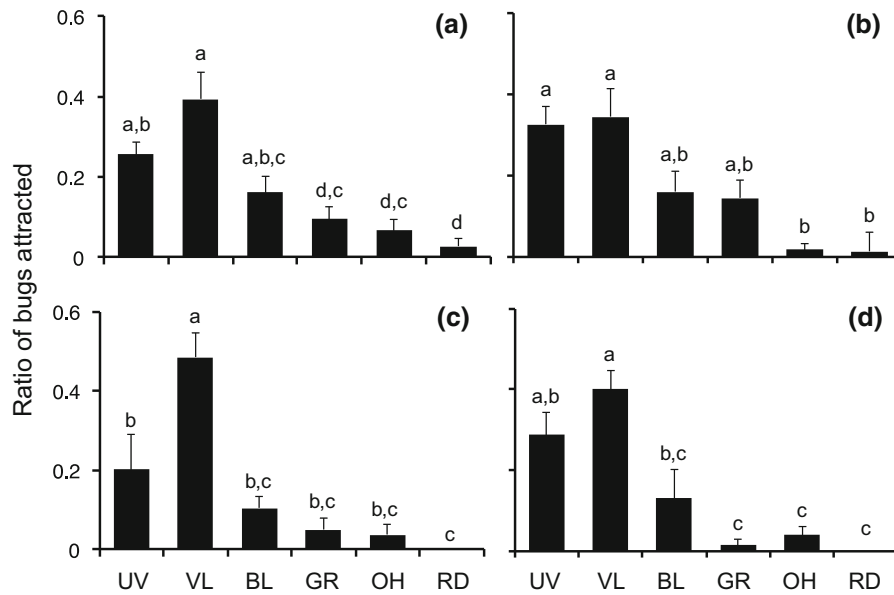 Ratio of bugs attracted
0.6
0.4
0.2
0
(a)
a,b
a
a,b,c
d,c
d,c
d
(b)
a
a
a,b
a,b
b
b
0.6
0.4
0.2
0
(c)
b
a
b,c
b,c
b,c
c
(d)
a,b
a
b,c
c
c
c
UV VL BL GR OH RD
UV VL BL GR OH RD